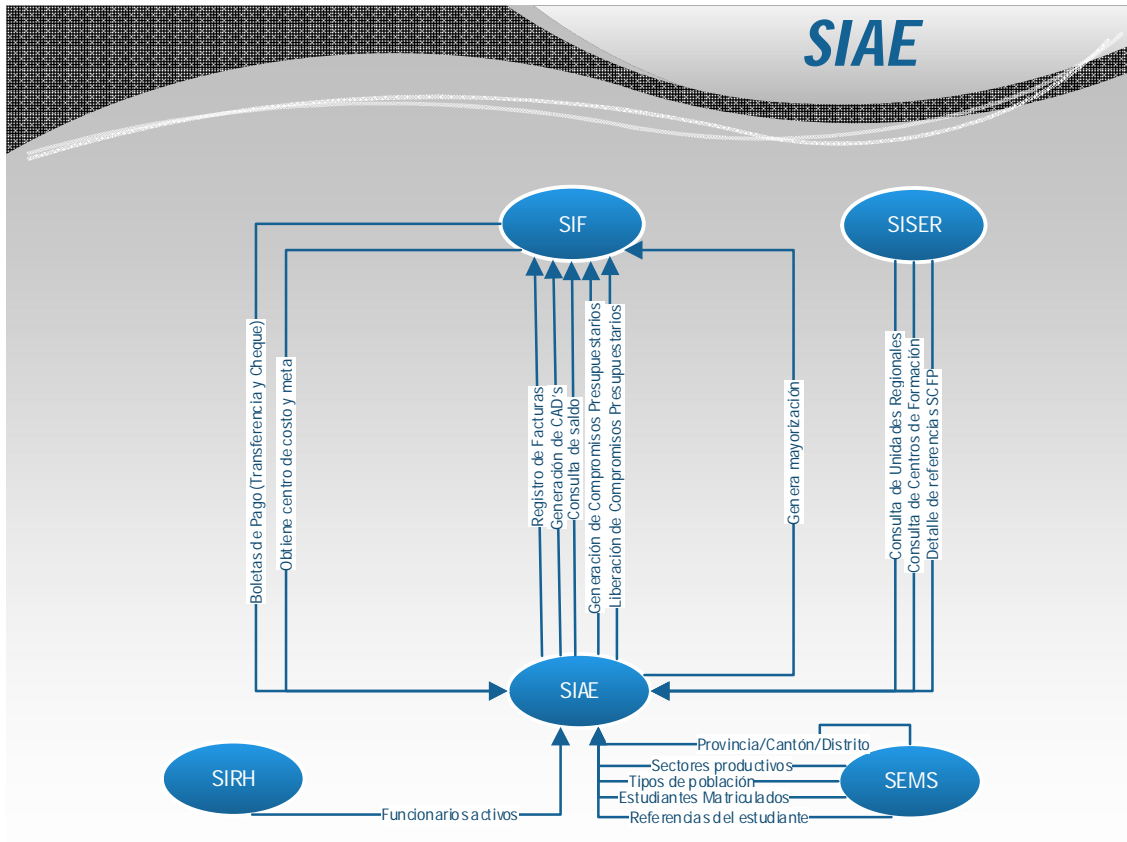 SIAE
SIF
SISER
Boletas de Pago (Transferencia y Cheque)
Obtiene centro de costo y meta
Registro de Facturas
Generación de CAD's
Consulta de saldo
Generación de Compromisos Presupuestarios
Liberación de Compromisos Presupuestarios
Genera mayorización
Consulta de Unidades Regionales
Consulta de Centros de Formación
Detalle de referencias SCFP
SIAE
SIRH
Funcionarios activos
Provincia/Cantón/Distrito
Sectores productivos
Tipos de población
Estudiantes Matriculados
Referencias del estudiante
SEMS